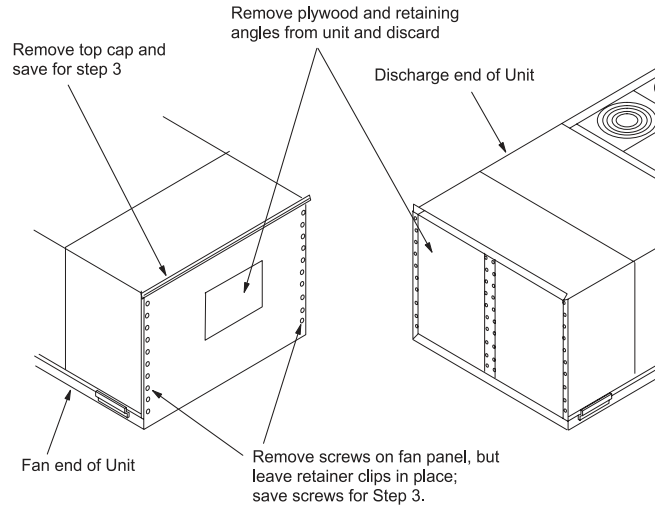 Remove plywood and retaining
angles from unit and discard
Remove top cap and
save for step 3
Discharge end of Unit
Fan end of Unit
Remove screws on fan panel, but
leave retainer clips in place;
save screws for Step 3.